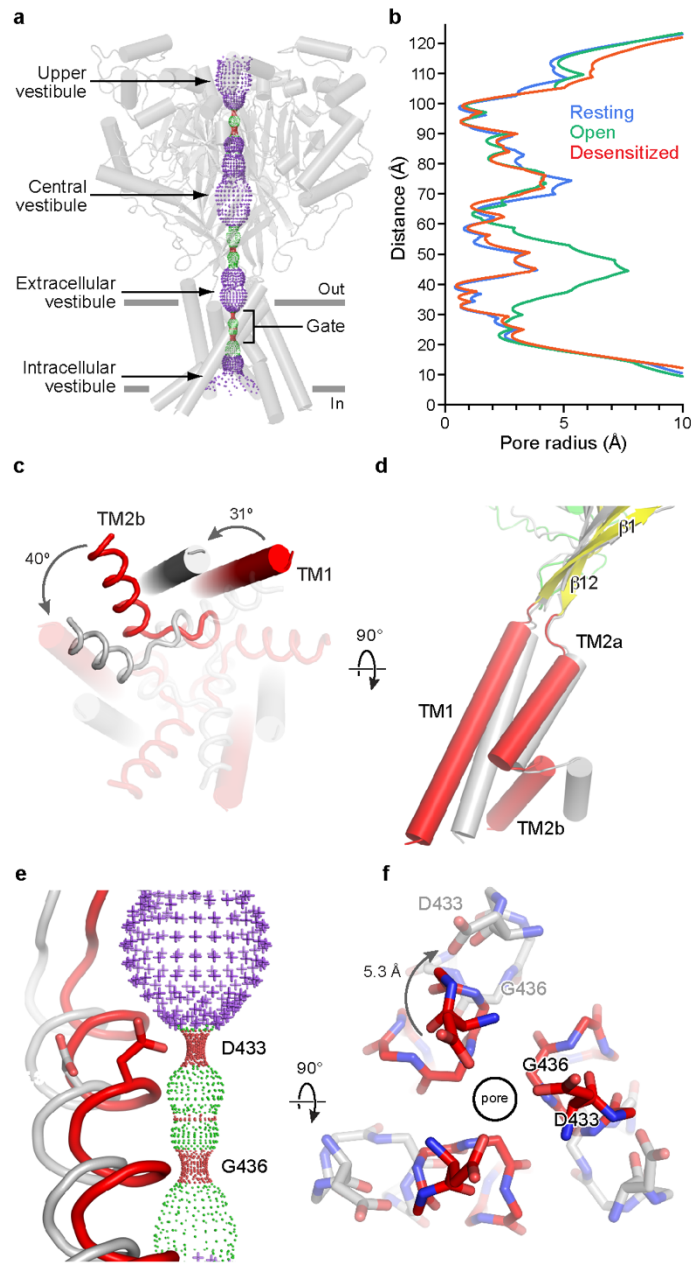 a
Upper
vestibule
Central
vestibule
Extracellular
vestibule
Out
Gate
Intracellular
vestibule
In
b
120
110
100
90
80
70
60
50
40
30
20
10
0
Distance (Å)
Resting
Open
Desensitized
0
5
10
Pore radius (Å)
c
TM2b
31°
40°
TM1
90°
d
β1
β12
TM2a
TM1
TM2b
e
D433
G436
90°
f
D433
5.3 Å
G436
G436
pore
D433